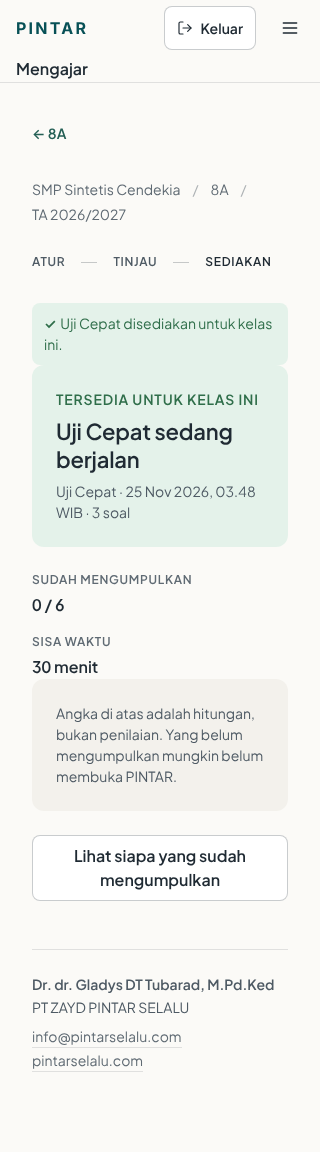 PINTAR
Keluar
Mengajar
← 8A
SMP Sintetis Cendekia / 8A /
TA 2026/2027
ATUR — TINJAU — SEDIAKAN
✓ Uji Cepat disediakan untuk kelas
ini.
TERSEDIA UNTUK KELAS INI
Uji Cepat sedang
berjalan
Uji Cepat · 25 Nov 2026, 03.48
WIB · 3 soal
SUDAH MENGUMPULKAN
0 / 6
SISA WAKTU
30 menit
Angka di atas adalah hitungan,
bukan penilaian. Yang belum
mengumpulkan mungkin belum
membuka PINTAR.
Lihat siapa yang sudah
mengumpulkan
Dr. dr. Gladys DT Tubarad, M.Pd.Ked
PT ZAYD PINTAR SELALU
info@pintarselalu.com
pintarselalu.com